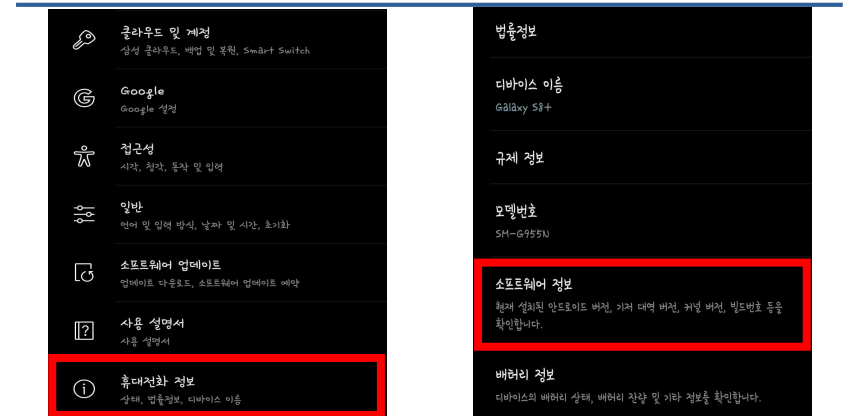 클라우드 및 계정
삼성 클라우드, 백업 및 복원, Smart Switch
Google
Google 설정
접근성
시각, 청각, 동작 및 입력
일반
언어 및 입력 방식, 날짜 및 시간, 초기화
소프트웨어 업데이트
업데이트 다운로드, 소프트웨어 업데이트 예약
사용 설명서
사용 설명서
휴대전화 정보
상태, 법률정보, 디바이스 이름
법률정보
디바이스 이름
Galaxy S8+
규제 정보
모델번호
SM-G955N
소프트웨어 정보
현재 설치된 안드로이드 버전, 기저 대역 버전, 커널 버전, 빌드번호 등을
확인합니다.
배터리 정보
디바이스의 배터리 상태, 배터리 잔량 및 기타 정보를 확인합니다.